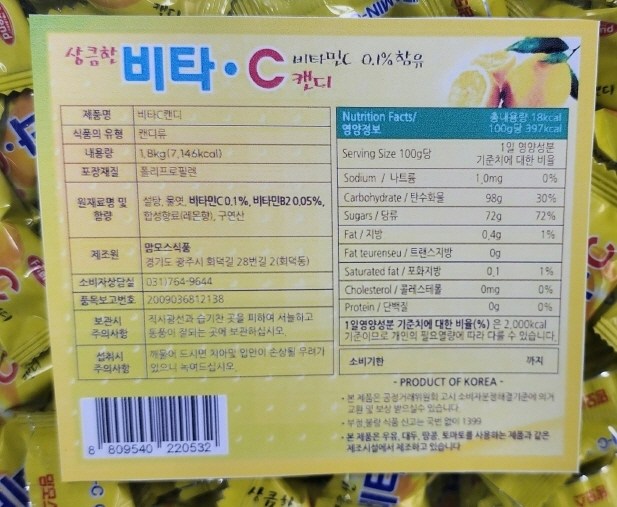 상큼한 비타·C 비타민C 0.1% 함유
캔디
제품명 비타C캔디
식품의 유형 캔디류
내용량 1.8kg(7,146kcal)
포장재질 폴리프로필렌
원재료명 및 함량 설탕, 물엿, 비타민C 0.1%, 비타민B2 0.05%,
합성향료(레몬향), 구연산
제조원 맘모스식품
경기도 광주시 회덕길 28번길 2(회덕동)
소비자상담실 031)764-9644
품목보고번호 2009036812138
보관시 주의사항 직사광선과 습기찬 곳을 피하여 서늘하고
통풍이 잘되는 곳에 보관하십시오.
섭취시 주의사항 깨물어 드시면 치아및 입안이 손상될 우려가
있으니 녹여드십시오.
8 809540 220532
Nutrition Facts/ 총내용량 18kcal
영양정보 100g당 397kcal
Serving Size 100g당 1일 영양성분
기준치에 대한 비율
Sodium / 나트륨 1.0mg 0%
Carbohydrate / 탄수화물 98g 30%
Sugars / 당류 72g 72%
Fat / 지방 0.4g 1%
Fat teurenseu / 트랜스지방 0g
Saturated fat / 포화지방 0.1 1%
Cholesterol / 콜레스테롤 0mg 0%
Protein / 단백질 0g 0%
1일영양성분 기준치에 대한 비율(%) 은 2,000kcal
기준이므로 개인의 필요열량에 따라 다를 수 있습니다.
소비기한 까지
- PRODUCT OF KOREA -
• 본 제품은 공정거래위원회 고시 소비자분쟁해결기준에 의거
교환 및 보상 받으실수 있습니다.
• 부정,불량 식품 신고는 국번 없이 1399
• 본 제품은 우유, 대두, 땅콩, 토마토를 사용하는 제품과 같은
제조시설에서 제조하고 있습니다